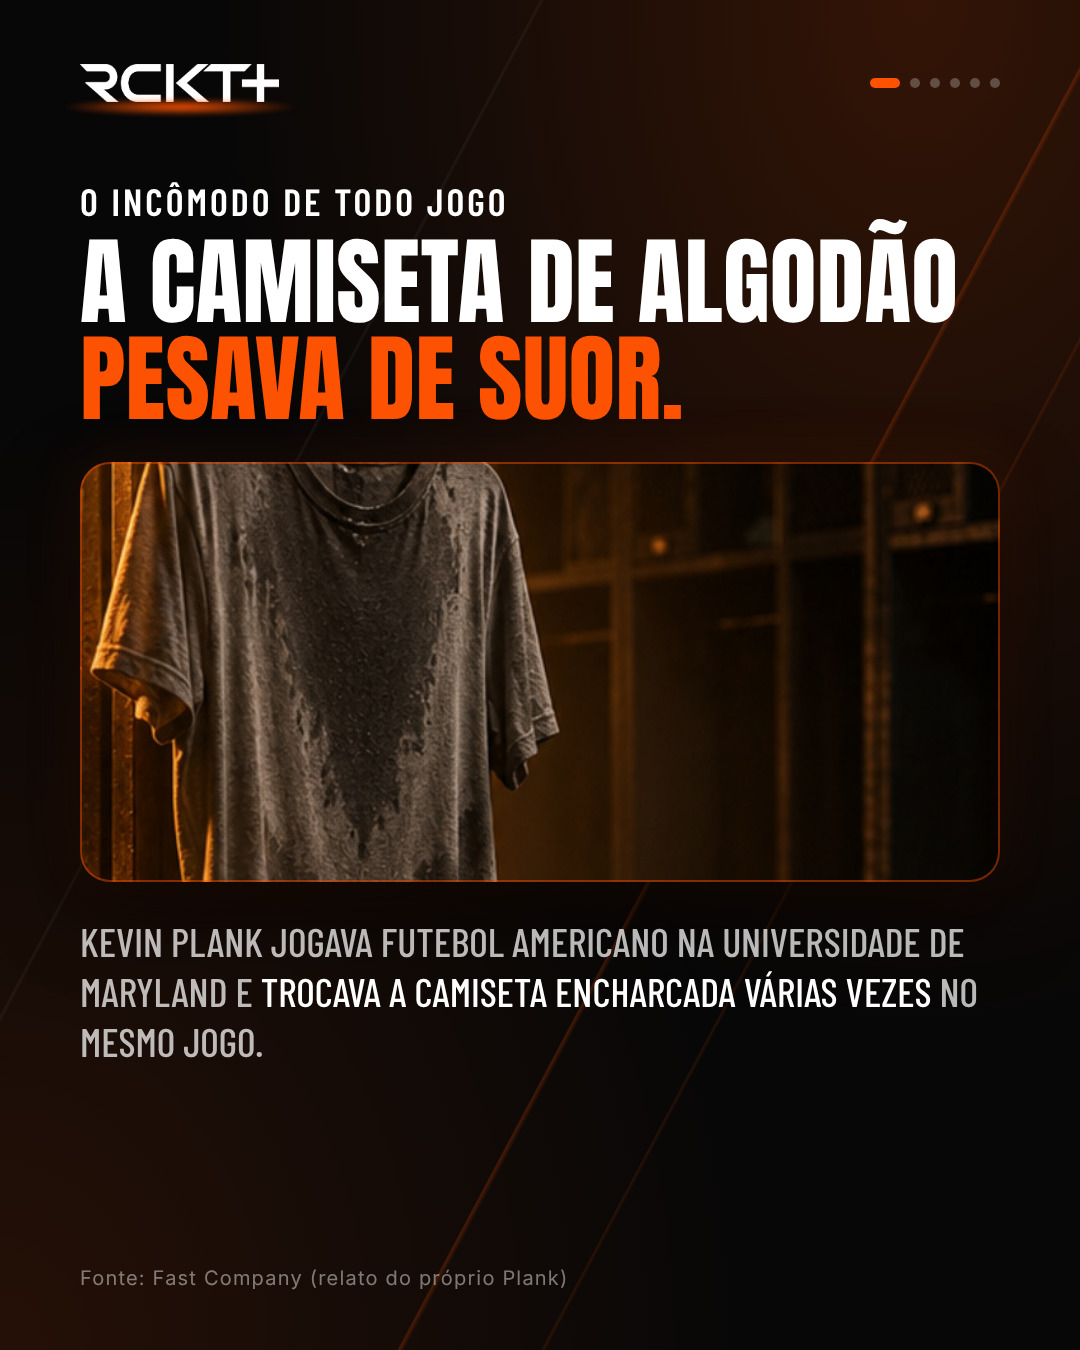 RCKT+
O INCÔMODO DE TODO JOGO
A CAMISETA DE ALGODÃO
PESAVA DE SUOR.
KEVIN PLANK JOGAVA FUTEBOL AMERICANO NA UNIVERSIDADE DE
MARYLAND E TROCAVA A CAMISETA ENCHARCADA VÁRIAS VEZES NO
MESMO JOGO.
Fonte: Fast Company (relato do próprio Plank)